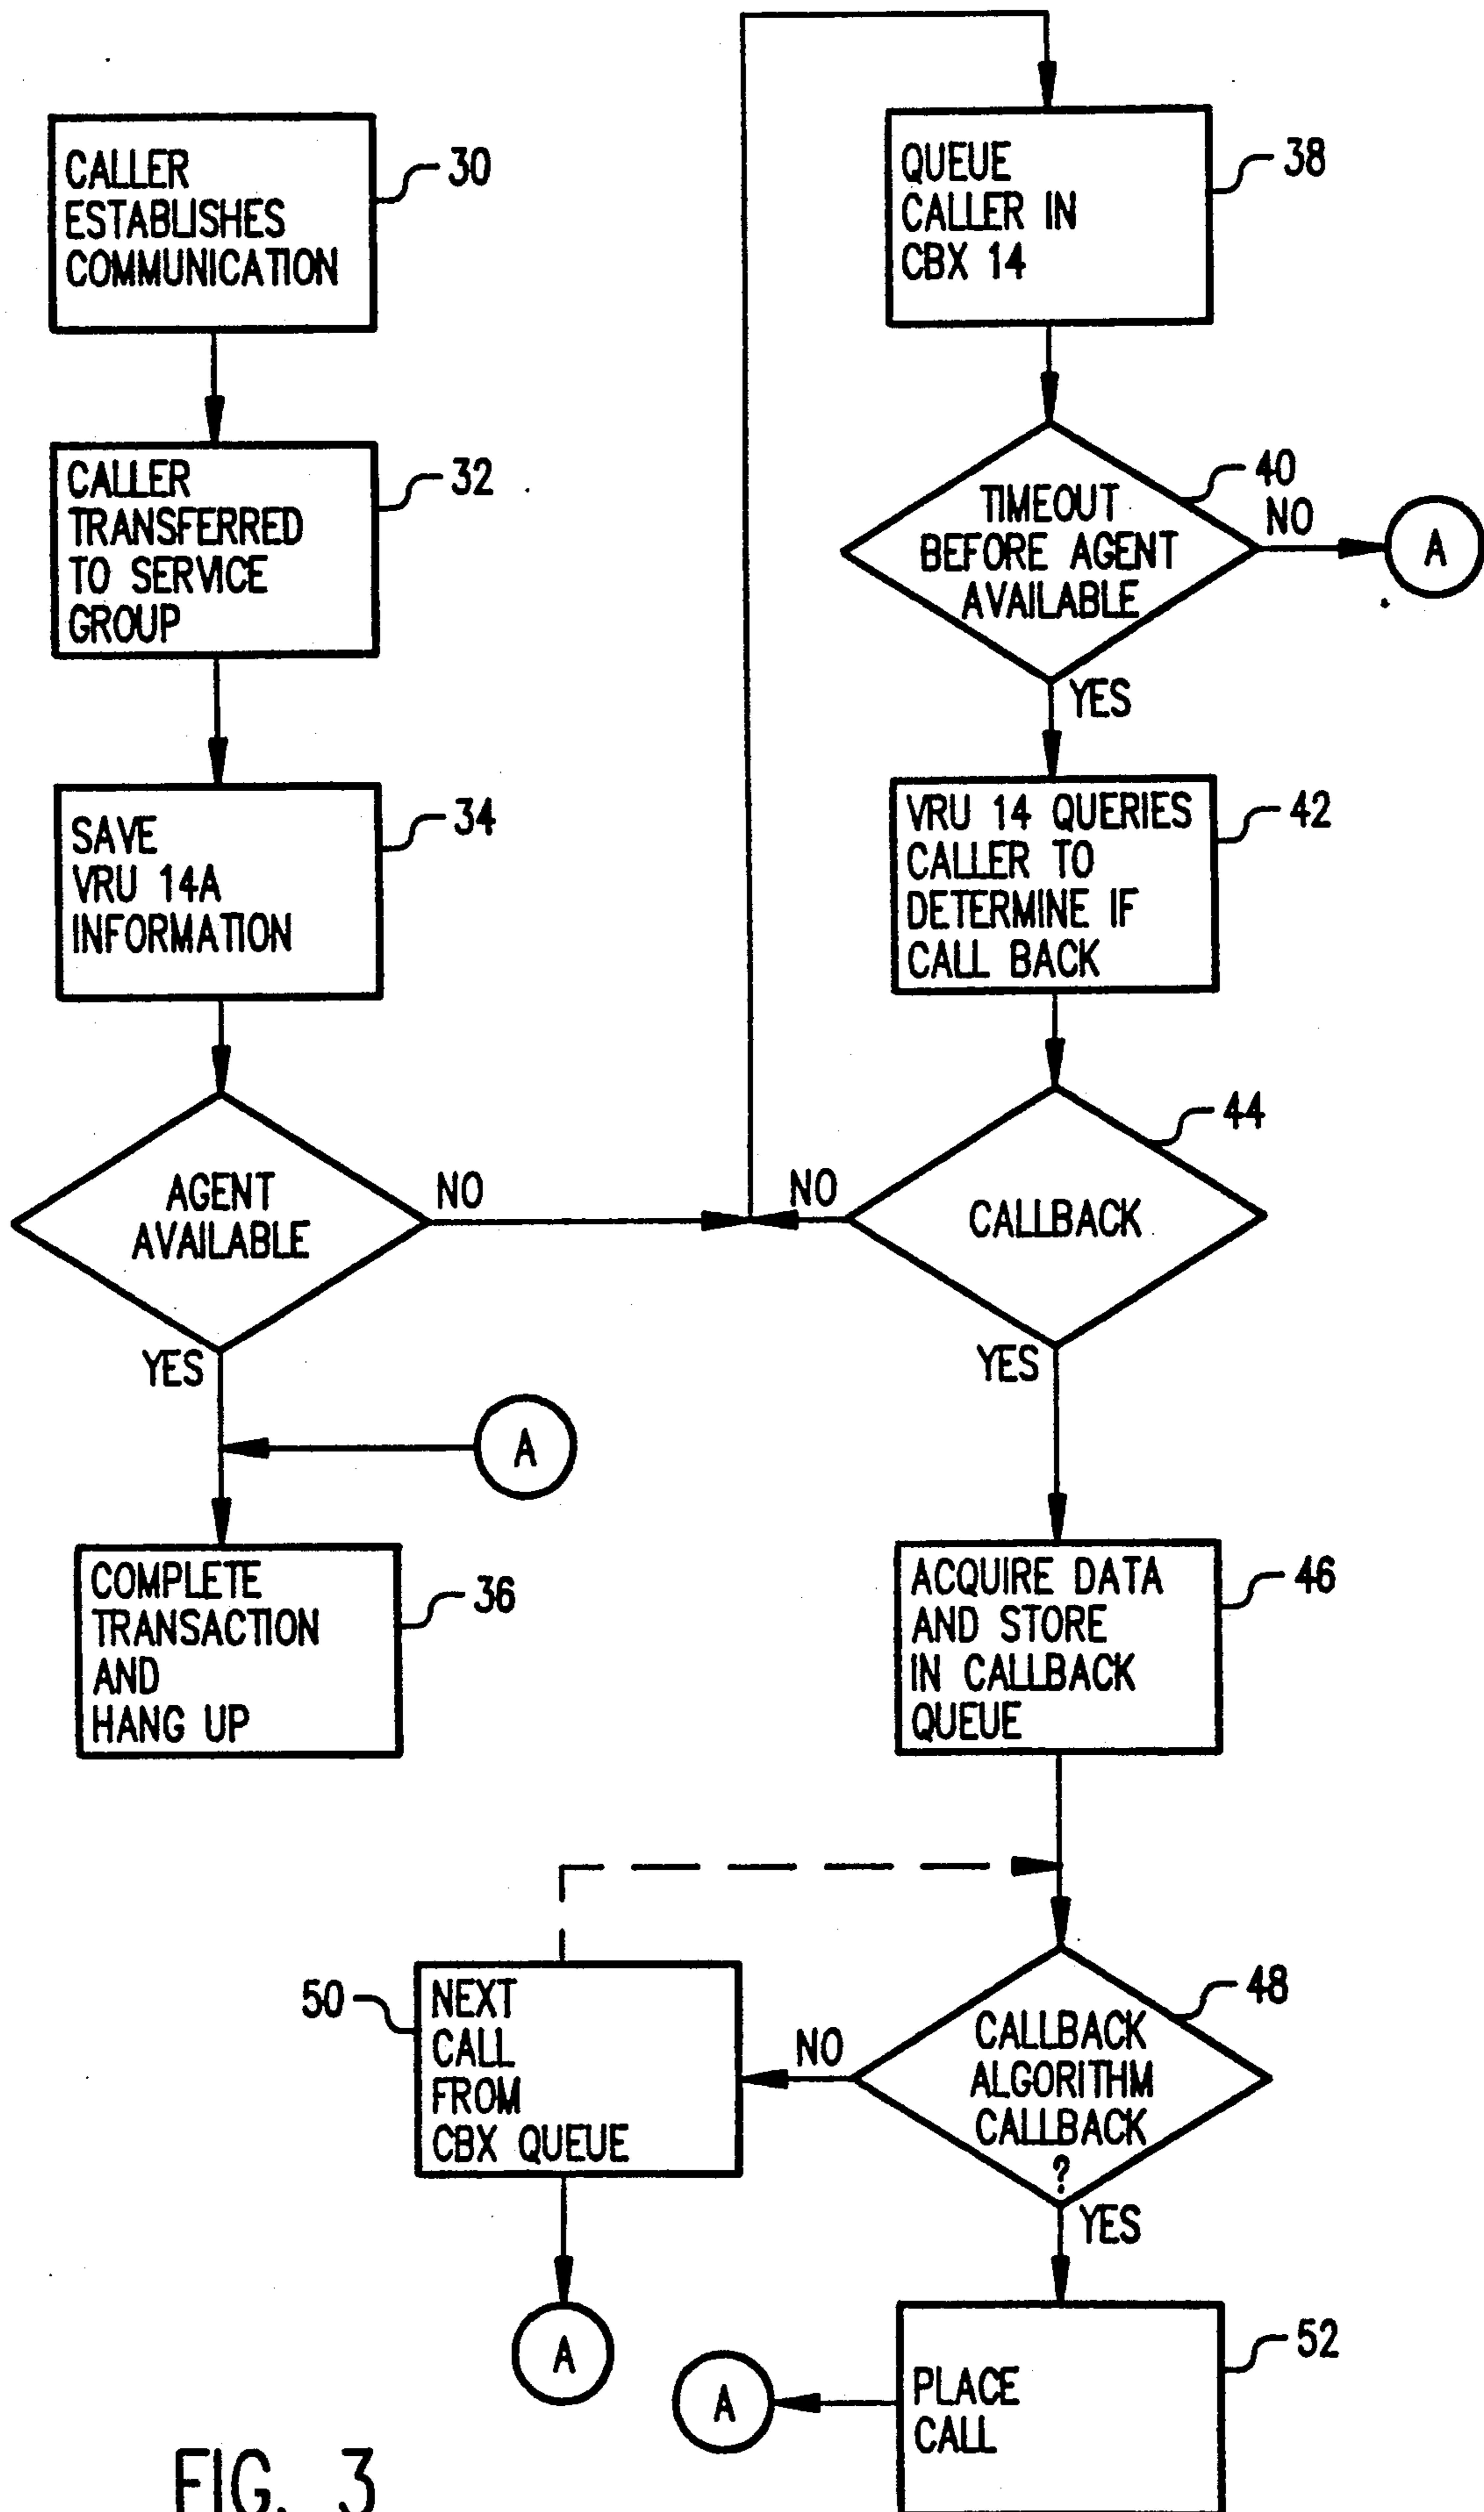 CALLER
ESTABLISHES
COMMUNICATION
30
CALLER
TRANSFERRED
TO SERVICE
GROUP
32
SAVE
VRU 14A
INFORMATION
34
AGENT
AVAILABLE
NO
YES
A
COMPLETE
TRANSACTION
AND
HANG UP
36
QUEUE
CALLER IN
CBX 14
38
TIMEOUT
BEFORE AGENT
AVAILABLE
40
NO
A
YES
VRU 14 QUERIES
CALLER TO
DETERMINE IF
CALL BACK
42
CALLBACK
44
NO
YES
ACQUIRE DATA
AND STORE
IN CALLBACK
QUEUE
46
CALLBACK
ALGORITHM
CALLBACK
?
48
NO
YES
NEXT
CALL
FROM
CBX QUEUE
50
A
PLACE
CALL
52
A
FIG. 3